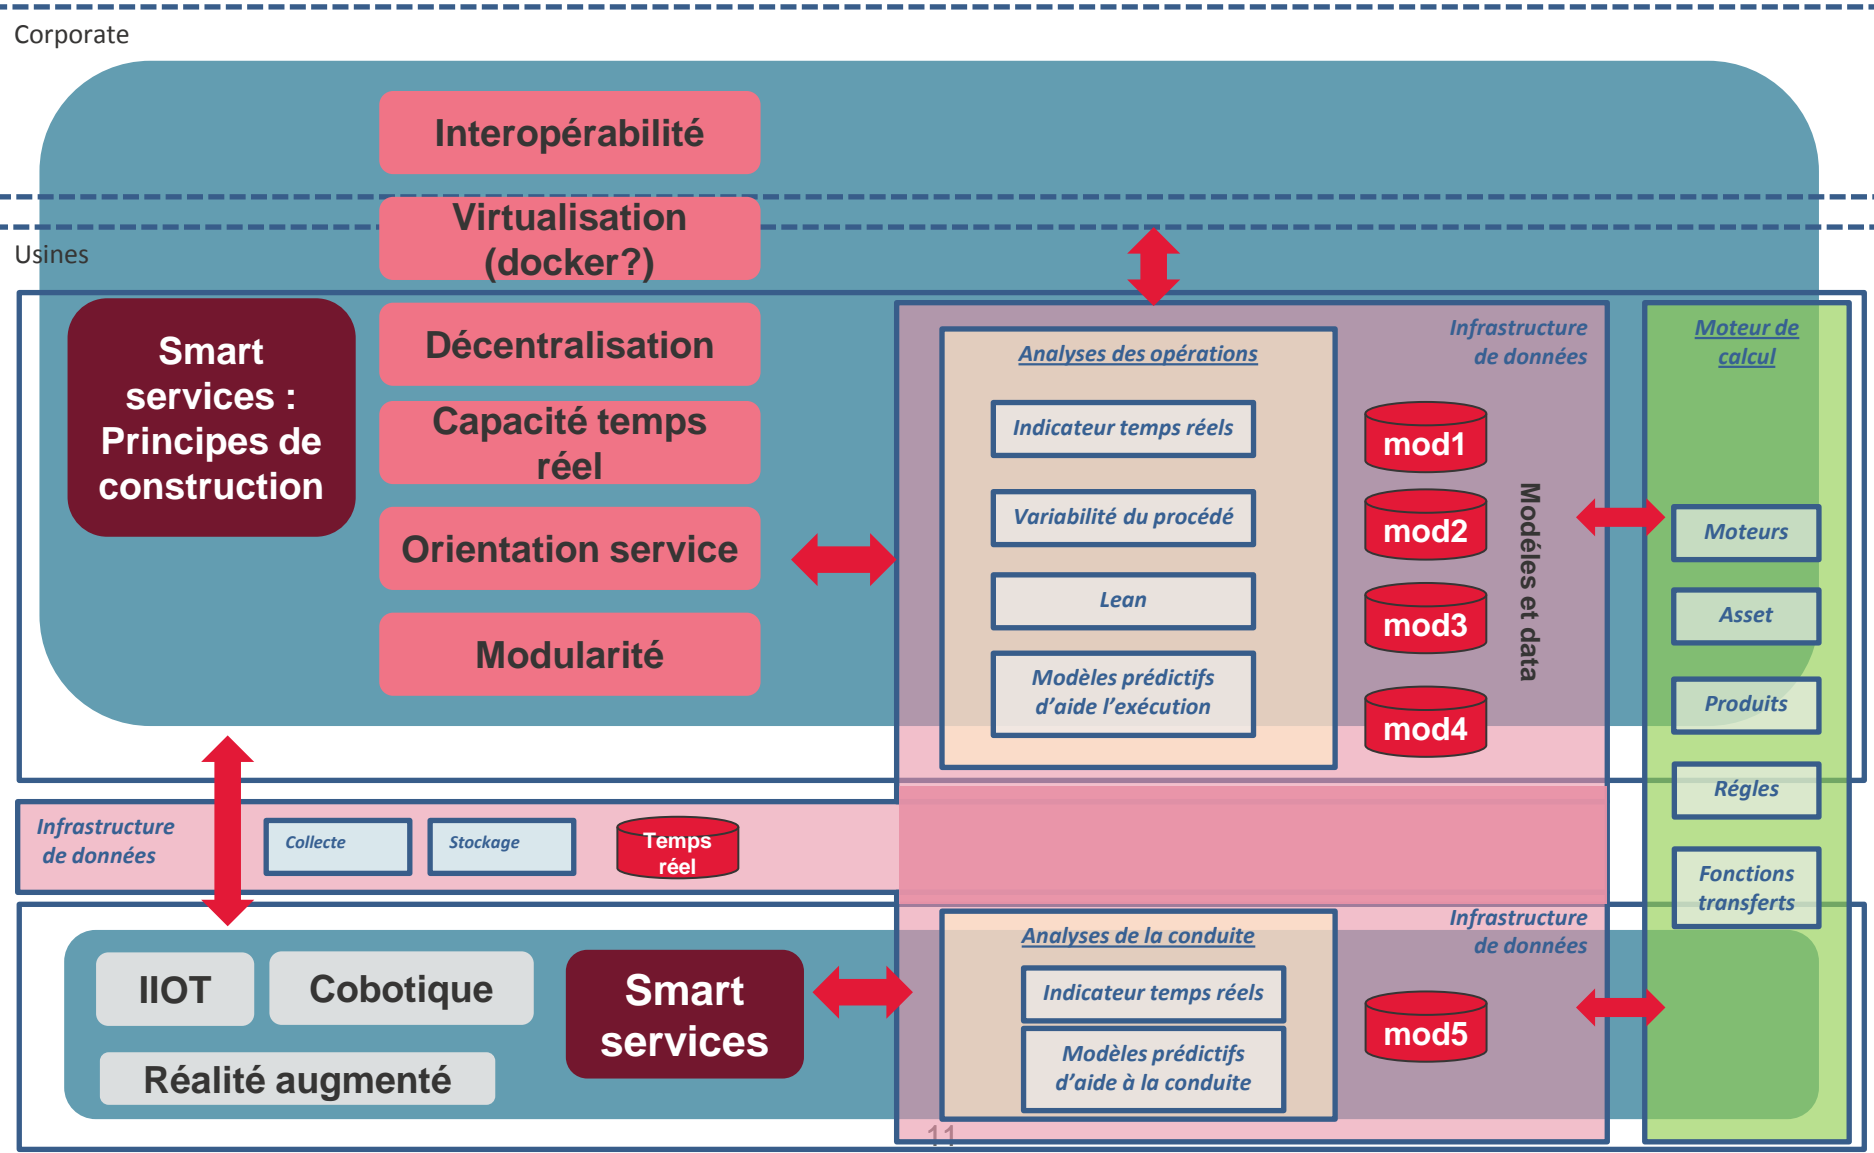 Corporate
Interopérabilité
Virtualisation
(docker?)
Usines
Smart
services :
Principes de
construction
Décentralisation
Capacité temps
réel
Orientation service
Modularité
Analyses des opérations
Indicateur temps réels
Variabilité du procédé
Lean
Modèles prédictifs
d'aide l'exécution
Infrastructure
de données
mod1
mod2
mod3
mod4
Modéles et data
Moteur de
calcul
Moteurs
Asset
Produits
Régles
Fonctions
transferts
Infrastructure
de données
Collecte
Stockage
Temps
réel
IIOT
Cobotique
Réalité augmenté
Smart
services
Analyses de la conduite
Indicateur temps réels
Modèles prédictifs
d'aide à la conduite
Infrastructure
de données
mod5
11